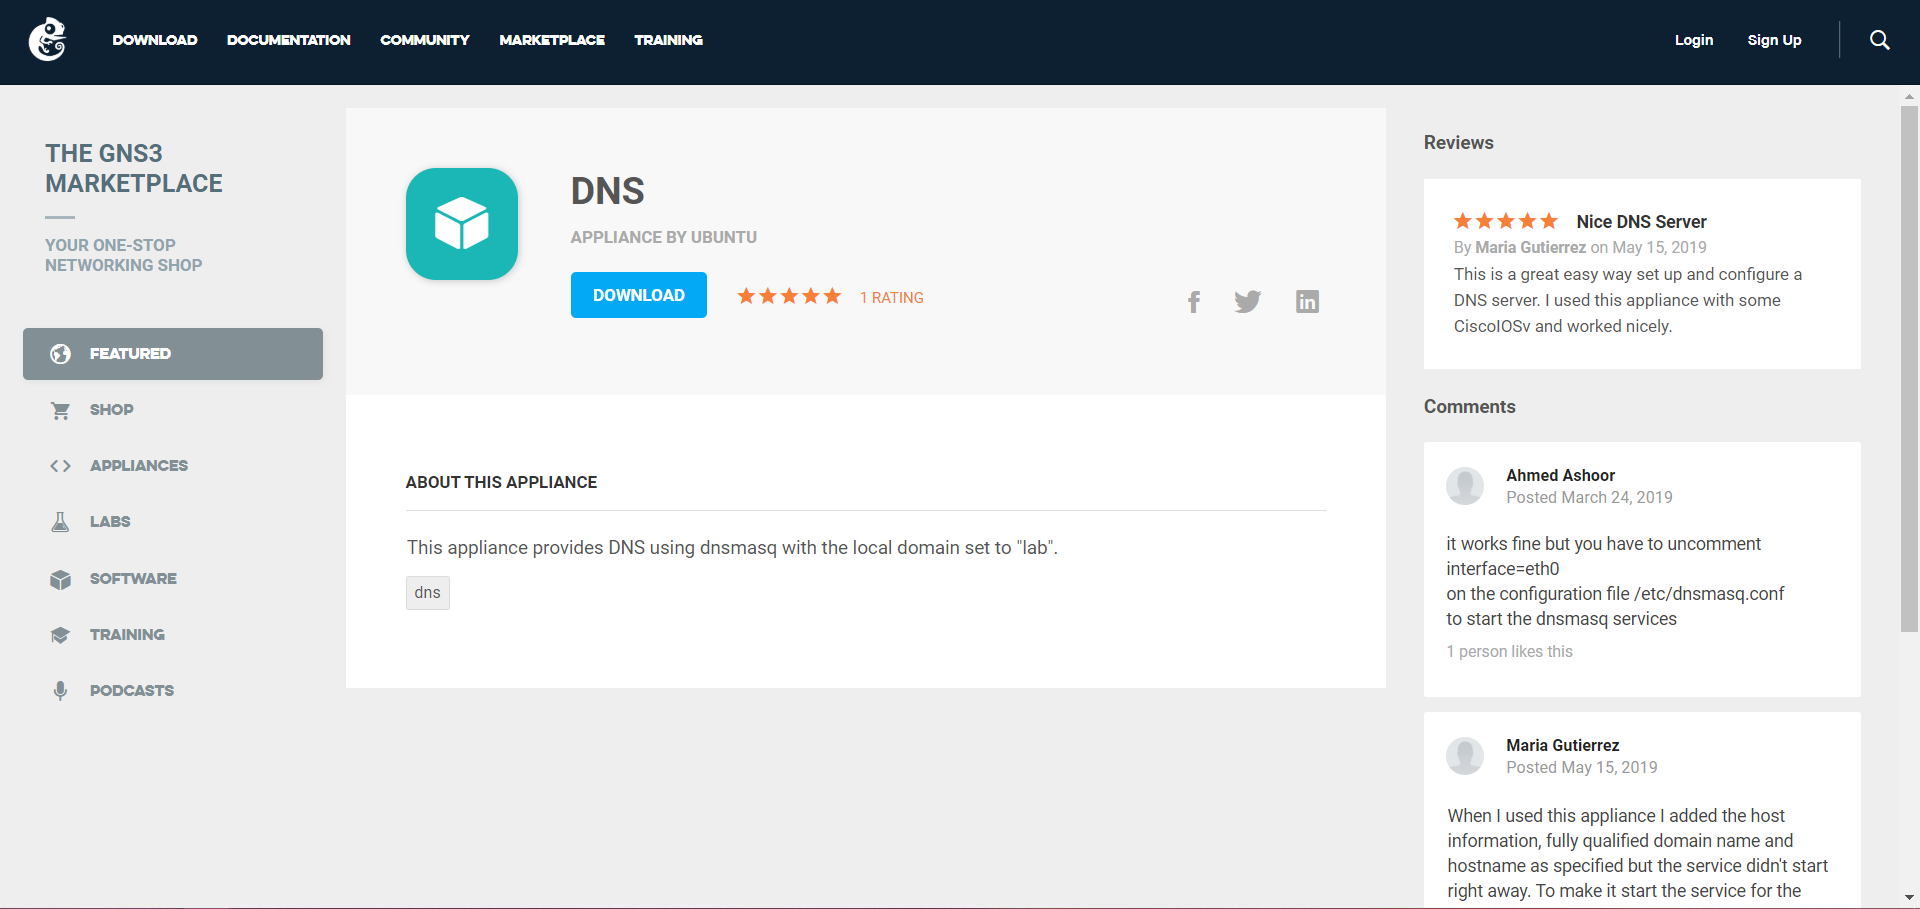 DOWNLOAD DOCUMENTATION COMMUNITY MARKETPLACE TRAINING Login Sign Up
THE GNS3
MARKETPLACE
YOUR ONE-STOP
NETWORKING SHOP
FEATURED
SHOP
APPLIANCES
LABS
SOFTWARE
TRAINING
PODCASTS
DNS
APPLIANCE BY UBUNTU
DOWNLOAD 1 RATING
ABOUT THIS APPLIANCE
This appliance provides DNS using dnsmasq with the local domain set to "lab".
dns
Reviews
Nice DNS Server
By Maria Gutierrez on May 15, 2019
This is a great easy way set up and configure a
DNS server. I used this appliance with some
CiscoIOSv and worked nicely.
Comments
Ahmed Ashoor
Posted March 24, 2019
it works fine but you have to uncomment
interface=eth0
on the configuration file /etc/dnsmasq.conf
to start the dnsmasq services
1 person likes this
Maria Gutierrez
Posted May 15, 2019
When I used this appliance I added the host
information, fully qualified domain name and
hostname as specified but the service didn't start
right away. To make it start the service for the